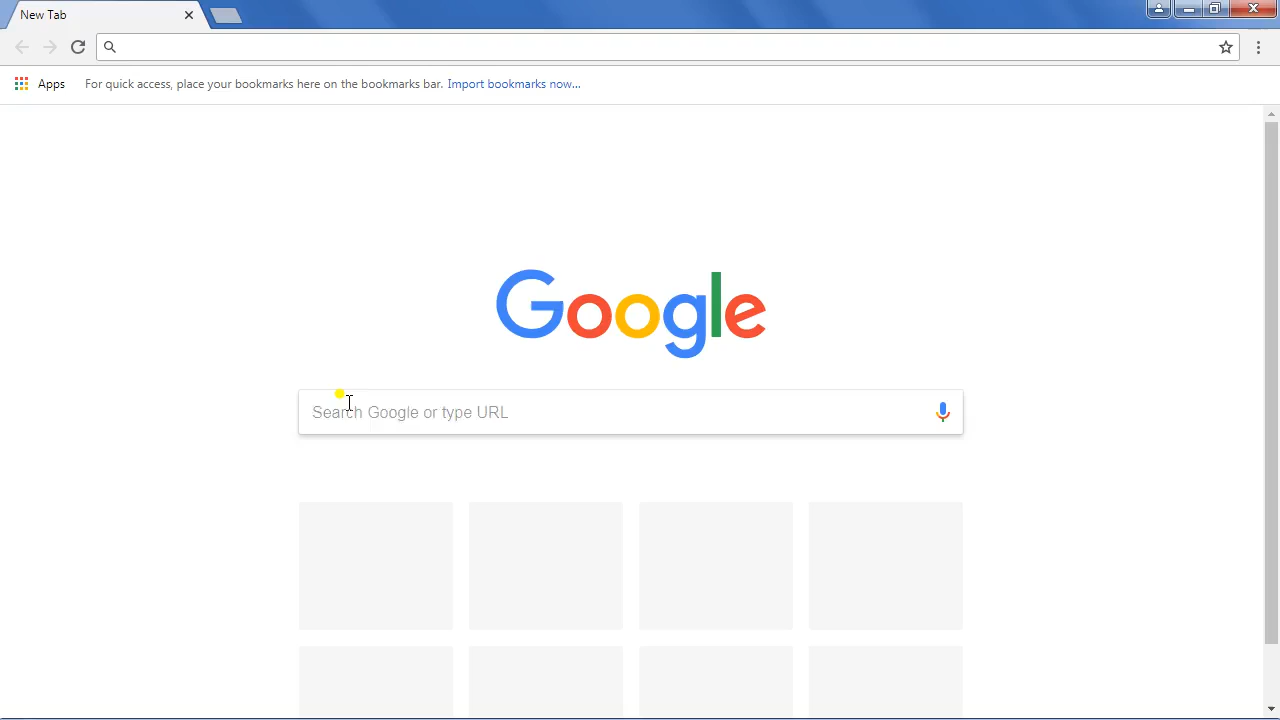 New Tab
Apps For quick access, place your bookmarks here on the bookmarks bar. Import bookmarks now...
Google
Search Google or type URL